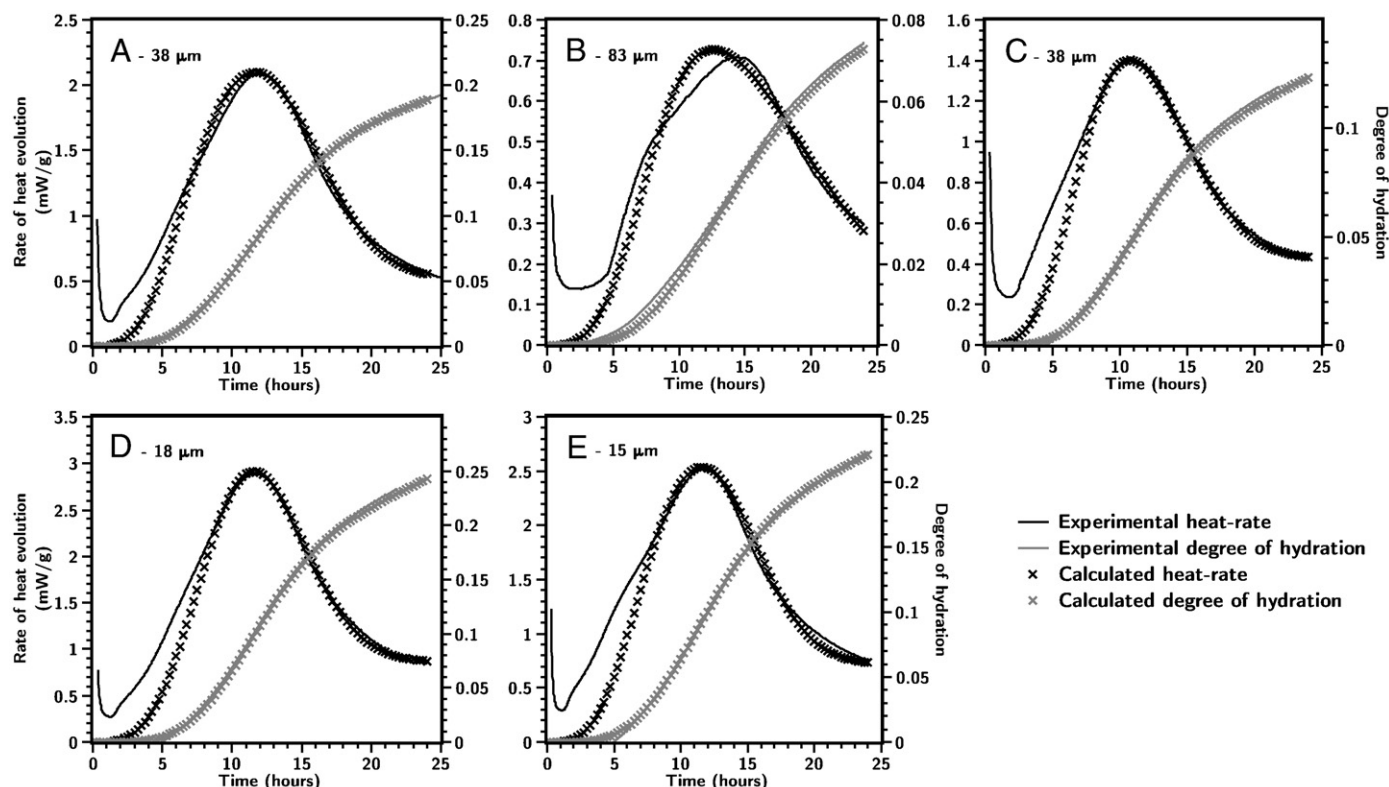 A - 38 µm
2.5
2
1.5
1
0.5
0
0.25
0.2
0.15
0.1
0.05
0
0 5 10 15 20 25
Time (hours)
Rate of heat evolution
(mW/g)
B - 83 µm
0.8
0.7
0.6
0.5
0.4
0.3
0.2
0.1
0
0.08
0.06
0.04
0.02
0
0 5 10 15 20 25
Time (hours)
C - 38 µm
1.6
1.4
1.2
1
0.8
0.6
0.4
0.2
0
0.1
0.05
0
0 5 10 15 20 25
Time (hours)
Degree of hydration
D - 18 µm
3.5
3
2.5
2
1.5
1
0.5
0
0.25
0.2
0.15
0.1
0.05
0
0 5 10 15 20 25
Time (hours)
Rate of heat evolution
(mW/g)
E - 15 µm
3
2.5
2
1.5
1
0.5
0
0.25
0.2
0.15
0.1
0.05
0
0 5 10 15 20 25
Time (hours)
Degree of hydration
Experimental heat-rate
Experimental degree of hydration
Calculated heat-rate
Calculated degree of hydration